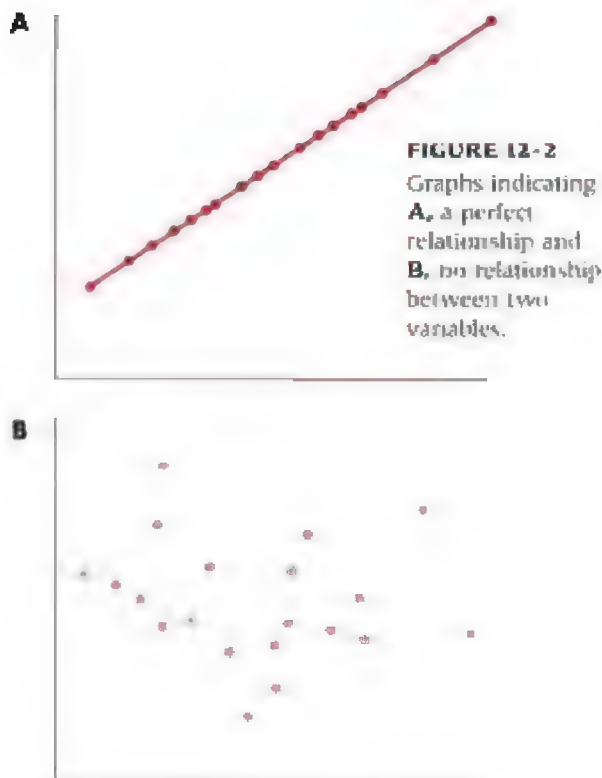 A
FIGURE 12-2
Graphs indicating
A, a perfect
relationship and
B, no relationship
between two
variables.
B